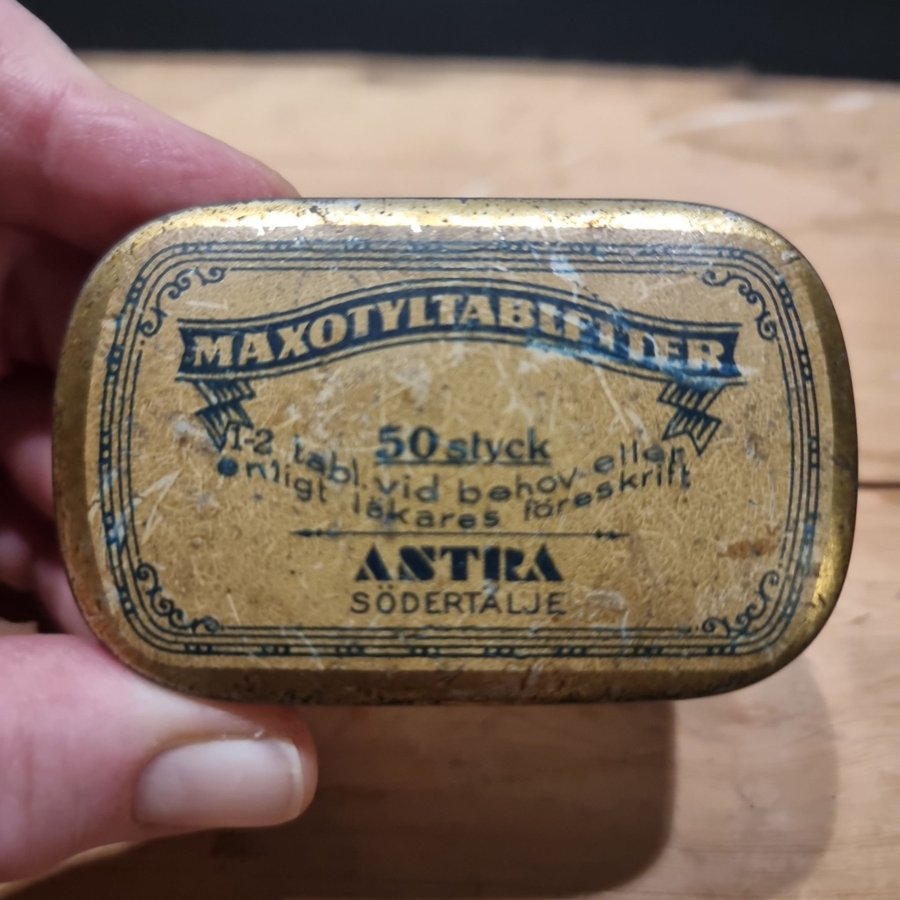 MAXOTYLTABLETTER
50 styck
1-2 tabl. vid behov eller
enligt läkares föreskrift
ASTRA
SÖDERTÄLJE